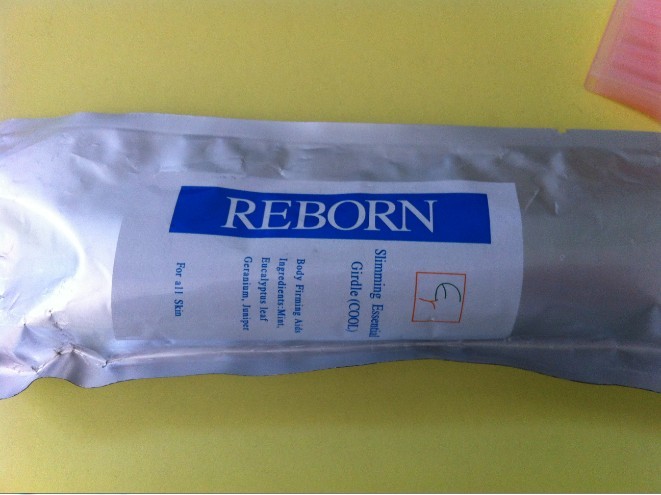 REBORN
Slimming Essential
Girdle (COOL)
Body Firming Aids
Ingredients:Mint,
Eucalyptus leaf
Geranium, Juniper
For all Skin